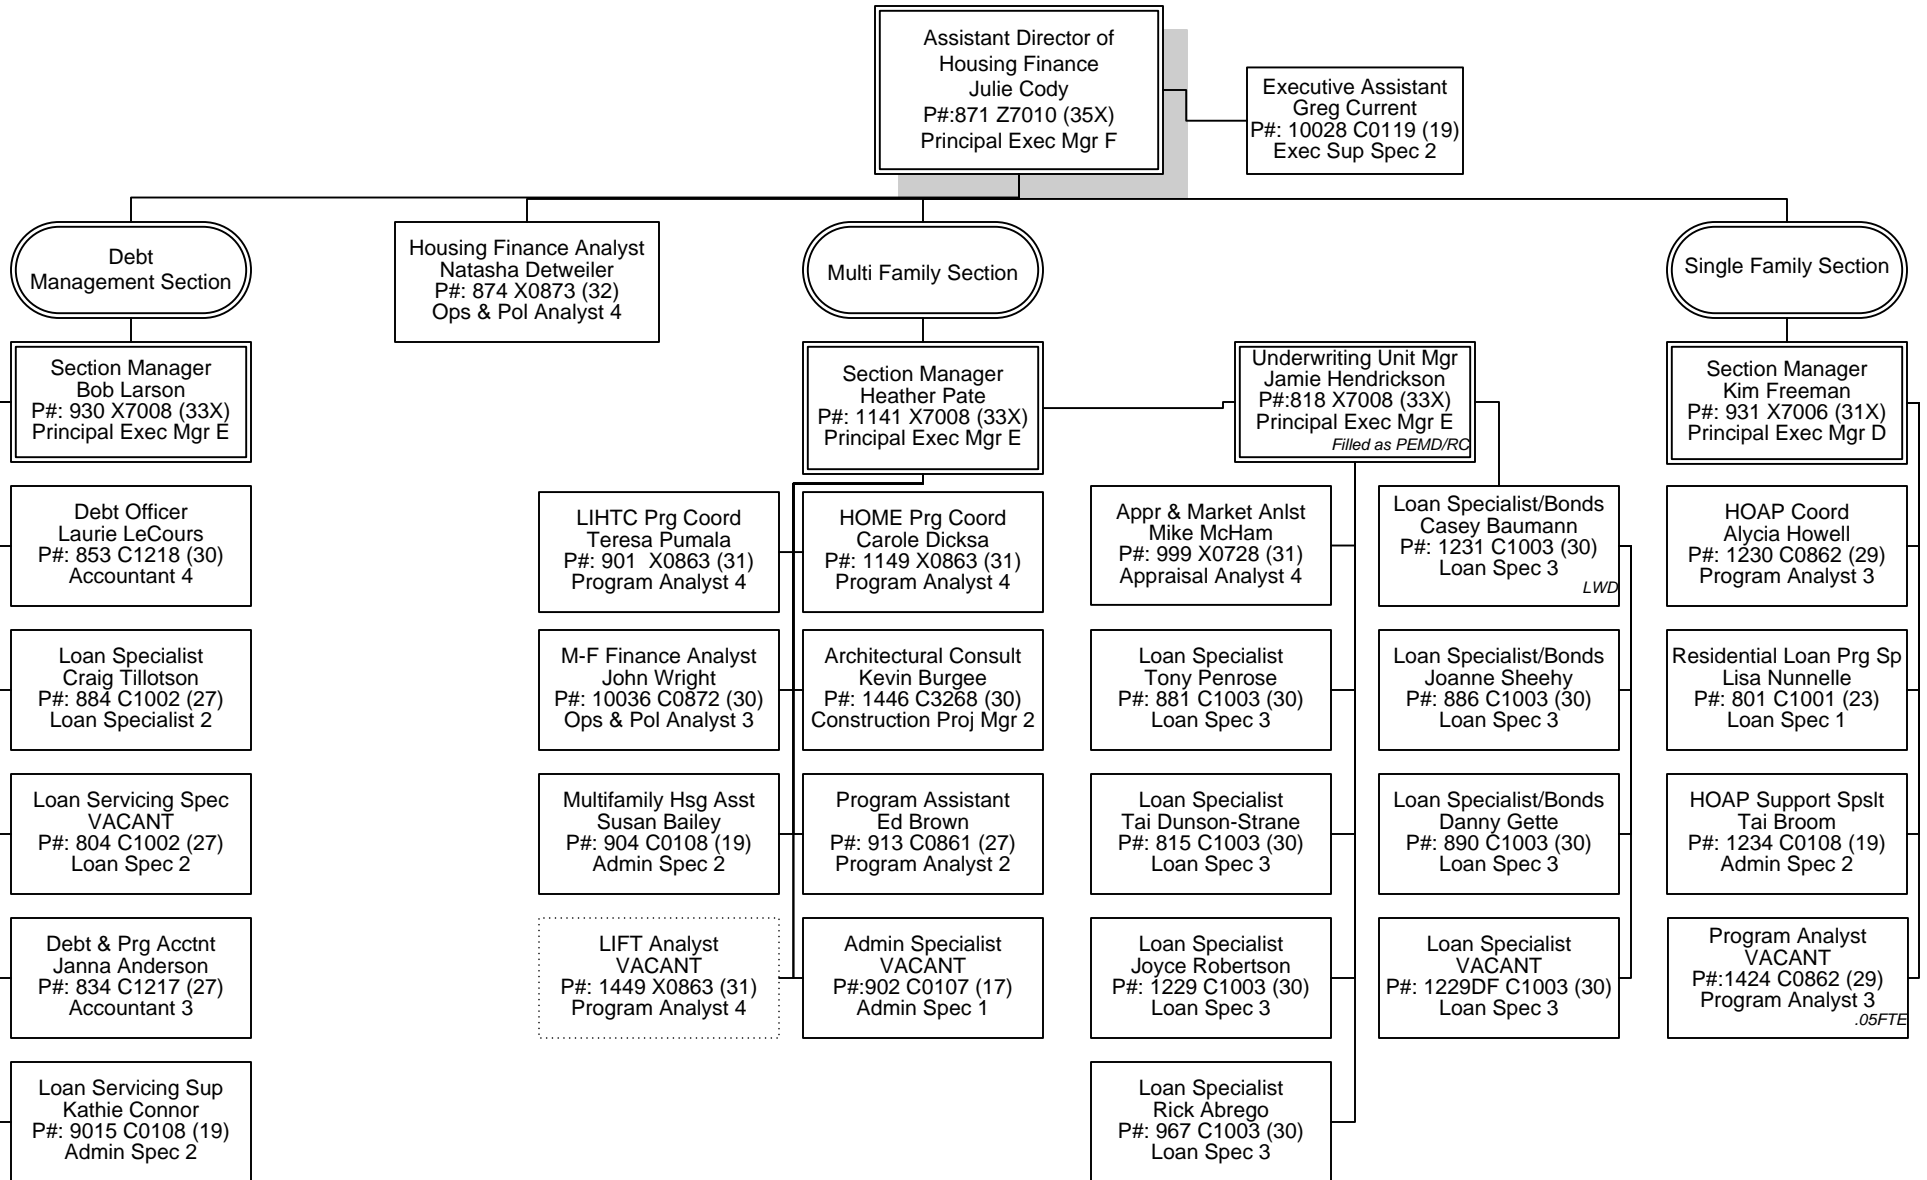 Assistant Director of
Housing Finance
Julie Cody
P#:871 Z7010 (35X)
Principal Exec Mgr F
Executive Assistant
Greg Current
P#: 10028 C0119 (19)
Exec Sup Spec 2
Debt
Management Section
Housing Finance Analyst
Natasha Detweiler
P#: 874 X0873 (32)
Ops & Pol Analyst 4
Multi Family Section
Single Family Section
Section Manager
Bob Larson
P#: 930 X7008 (33X)
Principal Exec Mgr E
Section Manager
Heather Pate
P#: 1141 X7008 (33X)
Principal Exec Mgr E
Underwriting Unit Mgr
Jamie Hendrickson
P#:818 X7008 (33X)
Principal Exec Mgr E
Filled as PEMD/RC
Section Manager
Kim Freeman
P#: 931 X7006 (31X)
Principal Exec Mgr D
Debt Officer
Laurie LeCours
P#: 853 C1218 (30)
Accountant 4
LIHTC Prg Coord
Teresa Pumala
P#: 901  X0863 (31)
Program Analyst 4
HOME Prg Coord
Carole Dicksa
P#: 1149 X0863 (31)
Program Analyst 4
Appr & Market Anlst
Mike McHam
P#: 999 X0728 (31)
Appraisal Analyst 4
Loan Specialist/Bonds
Casey Baumann
P#: 1231 C1003 (30)
Loan Spec 3
LWD
HOAP Coord
Alycia Howell
P#: 1230 C0862 (29)
Program Analyst 3
Loan Specialist
Craig Tillotson
P#: 884 C1002 (27)
Loan Specialist 2
M-F Finance Analyst
John Wright
P#: 10036 C0872 (30)
Ops & Pol Analyst 3
Architectural Consult
Kevin Burgee
P#: 1446 C3268 (30)
Construction Proj Mgr 2
Loan Specialist
Tony Penrose
P#: 881 C1003 (30)
Loan Spec 3
Loan Specialist/Bonds
Joanne Sheehy
P#: 886 C1003 (30)
Loan Spec 3
Residential Loan Prg Sp
Lisa Nunnelle
P#: 801 C1001 (23)
Loan Spec 1
Loan Servicing Spec
VACANT
P#: 804 C1002 (27)
Loan Spec 2
Multifamily Hsg Asst
Susan Bailey
P#: 904 C0108 (19)
Admin Spec 2
Program Assistant
Ed Brown
P#: 913 C0861 (27)
Program Analyst 2
Loan Specialist
Tai Dunson-Strane
P#: 815 C1003 (30)
Loan Spec 3
Loan Specialist/Bonds
Danny Gette
P#: 890 C1003 (30)
Loan Spec 3
HOAP Support Spslt
Tai Broom
P#: 1234 C0108 (19)
Admin Spec 2
Debt & Prg Acctnt
Janna Anderson
P#: 834 C1217 (27)
Accountant 3
LIFT Analyst
VACANT
P#: 1449 X0863 (31)
Program Analyst 4
Admin Specialist
VACANT
P#:902 C0107 (17)
Admin Spec 1
Loan Specialist
Joyce Robertson
P#: 1229 C1003 (30)
Loan Spec 3
Loan Specialist
VACANT
P#: 1229DF C1003 (30)
Loan Spec 3
Program Analyst
VACANT
P#:1424 C0862 (29)
Program Analyst 3
.05FTE
Loan Servicing Sup
Kathie Connor
P#: 9015 C0108 (19)
Admin Spec 2
Loan Specialist
Rick Abrego
P#: 967 C1003 (30)
Loan Spec 3